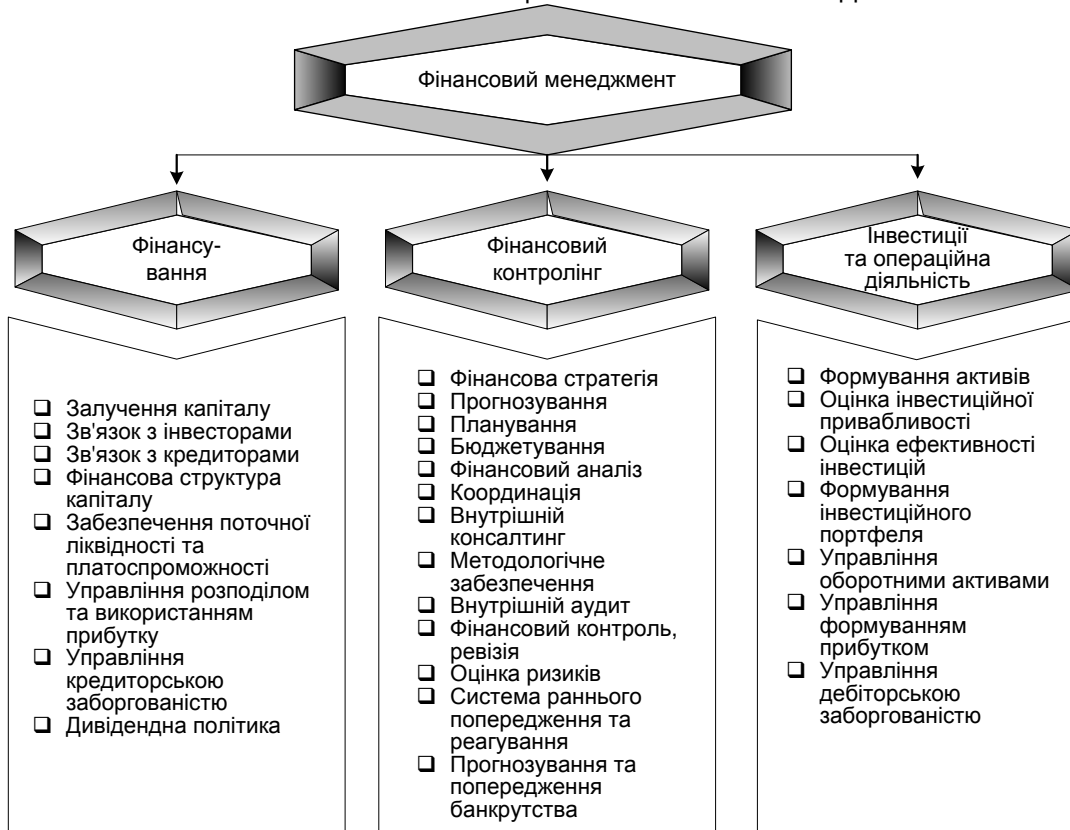 Фінансовий менеджмент
Фінансу-
вання
Фінансовий
контролінг
Інвестиції
та операційна
діяльність
❑ Залучення капіталу
❑ Зв'язок з інвесторами
❑ Зв'язок з кредиторами
❑ Фінансова структура
капіталу
❑ Забезпечення поточної
ліквідності та
платоспроможності
❑ Управління розподілом
та використанням
прибутку
❑ Управління
кредиторською
заборгованістю
❑ Дивідендна політика
❑ Фінансова стратегія
❑ Прогнозування
❑ Планування
❑ Бюджетування
❑ Фінансовий аналіз
❑ Координація
❑ Внутрішній
консалтинг
❑ Методологічне
забезпечення
❑ Внутрішній аудит
❑ Фінансовий контроль,
ревізія
❑ Оцінка ризиків
❑ Система раннього
попередження та
реагування
❑ Прогнозування та
попередження
банкрутства
❑ Формування активів
❑ Оцінка інвестиційної
привабливості
❑ Оцінка ефективності
інвестицій
❑ Формування
інвестиційного
портфеля
❑ Управління
оборотними активами
❑ Управління
формуванням
прибутком
❑ Управління
дебіторською
заборгованістю